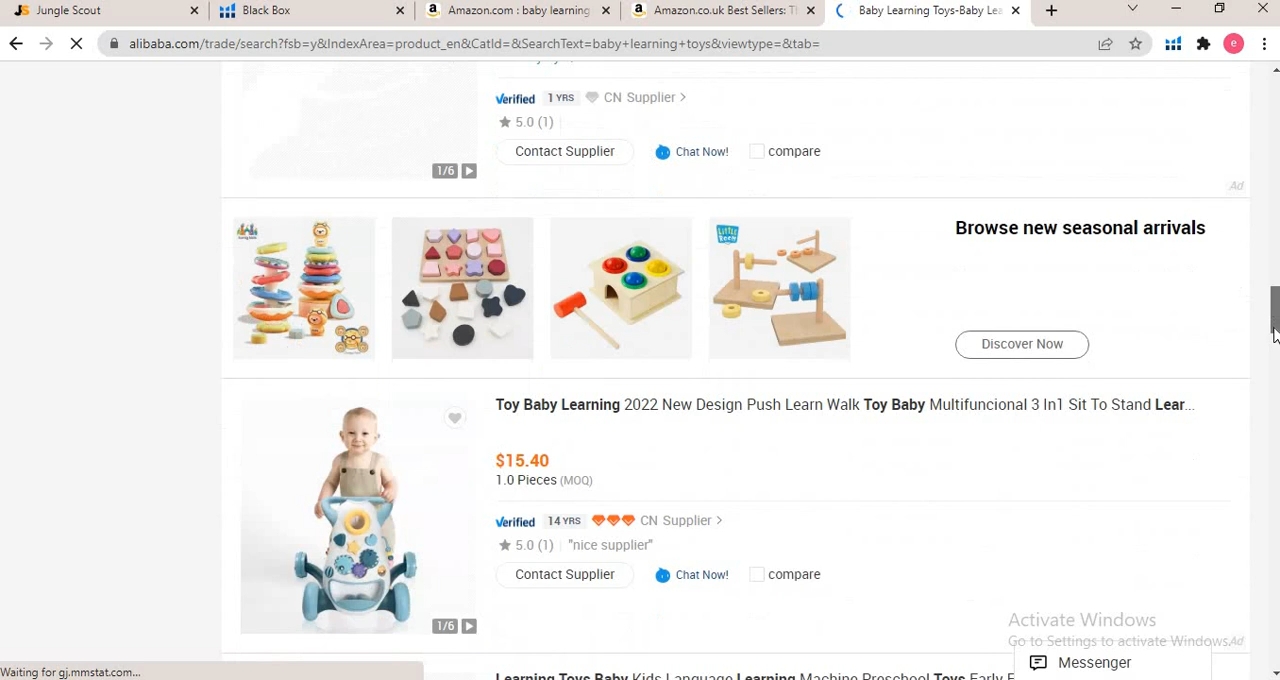 Jungle Scout
Black Box
Amazon.com : baby learning
Amazon.co.uk Best Sellers: Th
Baby Learning Toys-Baby Lea
alibaba.com/trade/search?fsb=y&IndexArea=product_en&CatId=&SearchText=baby+learning+toys&viewtype=&tab=
e
Verified 1 YRS CN Supplier >
5.0 (1)
Contact Supplier Chat Now! compare
1/6
Ad
Browse new seasonal arrivals
Discover Now
Toy Baby Learning 2022 New Design Push Learn Walk Toy Baby Multifuncional 3 In1 Sit To Stand Lear...
$15.40
1.0 Pieces (MOQ)
Verified 14 YRS CN Supplier >
5.0 (1) "nice supplier"
Contact Supplier Chat Now! compare
1/6
Activate Windows
Go to Settings to activate Windows.
Ad
Messenger
Learning Toys Baby Kids Language Learning Machine Preschool Toys Early E
Waiting for gj.mmstat.com...